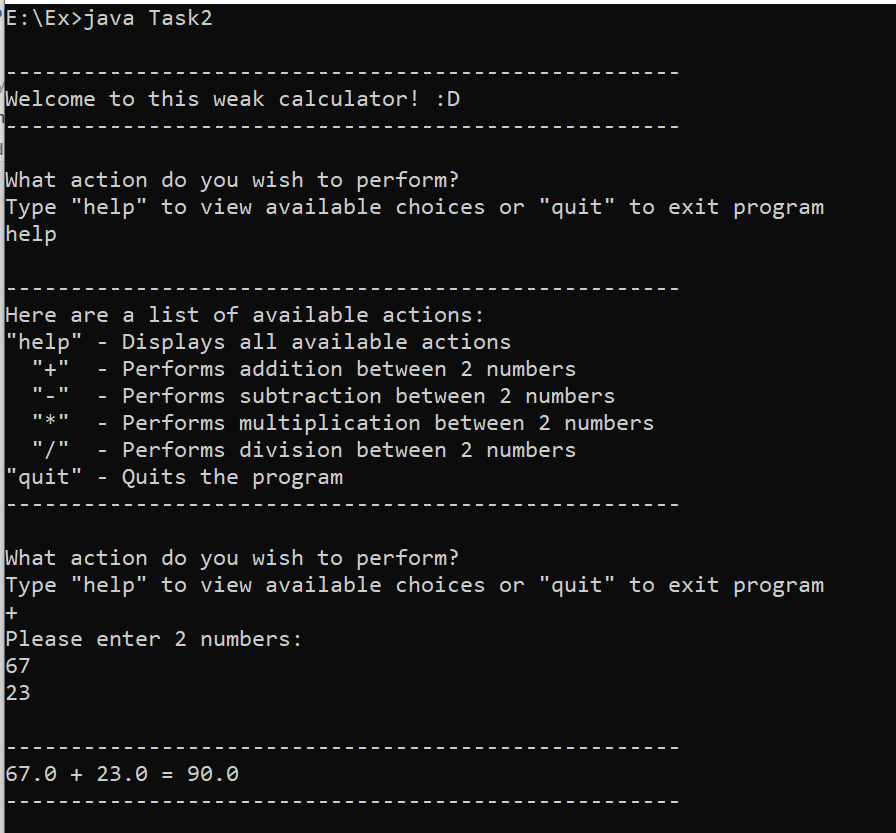 E:\Ex>java Task2
----------------------------------------------------
Welcome to this weak calculator! :D
----------------------------------------------------
What action do you wish to perform?
Type "help" to view available choices or "quit" to exit program
help
----------------------------------------------------
Here are a list of available actions:
"help" - Displays all available actions
  "+"  - Performs addition between 2 numbers
  "-"  - Performs subtraction between 2 numbers
  "*"  - Performs multiplication between 2 numbers
  "/"  - Performs division between 2 numbers
"quit" - Quits the program
----------------------------------------------------
What action do you wish to perform?
Type "help" to view available choices or "quit" to exit program
+
Please enter 2 numbers:
67
23
----------------------------------------------------
67.0 + 23.0 = 90.0
----------------------------------------------------